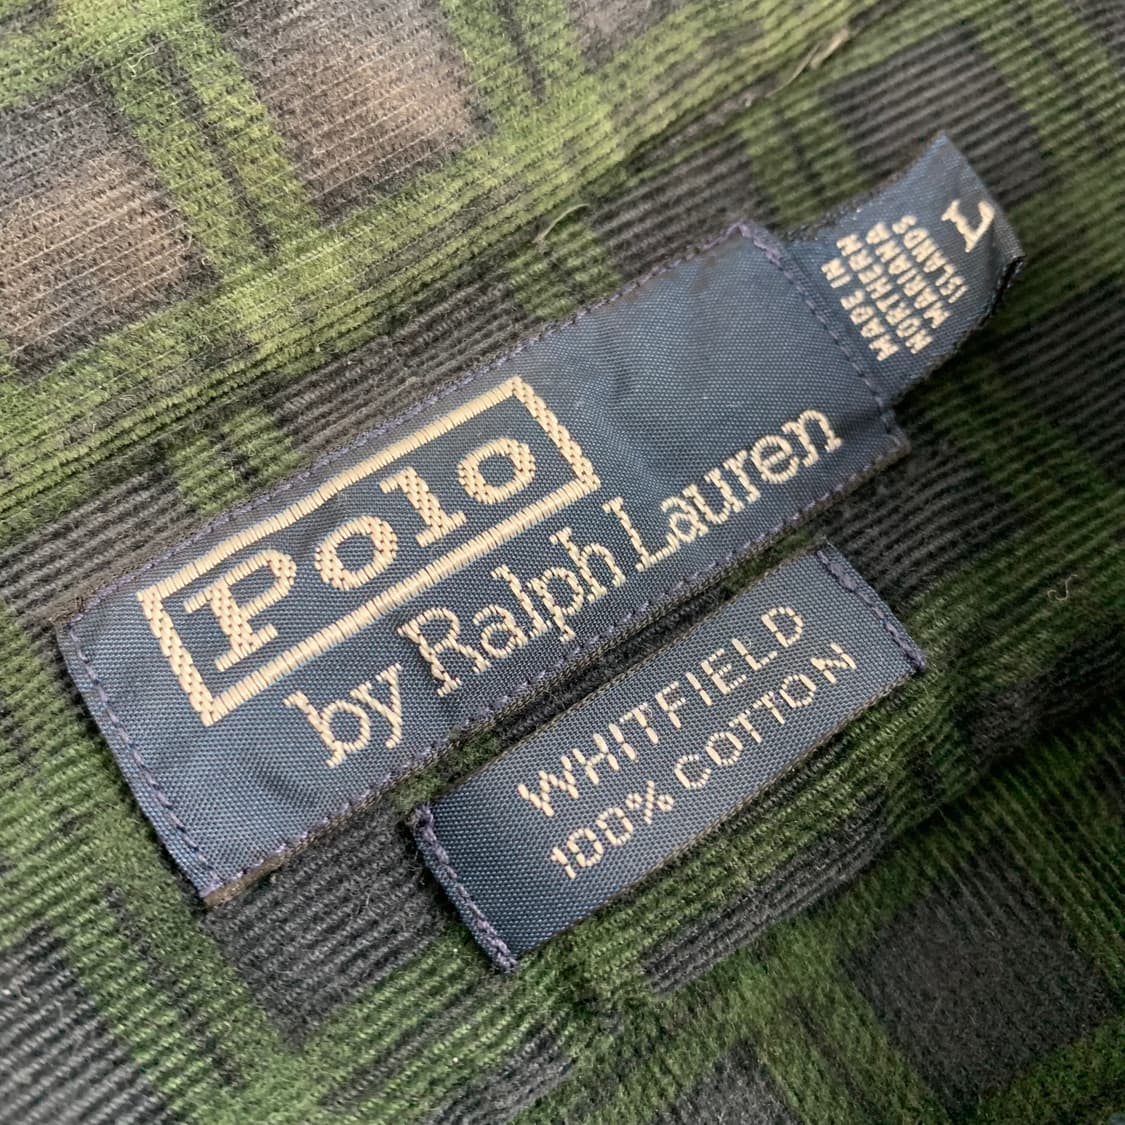 Polo
by Ralph Lauren
MADE IN
NORTHERN
MARIANA
ISLANDS
L
WHITFIELD
100% COTTON